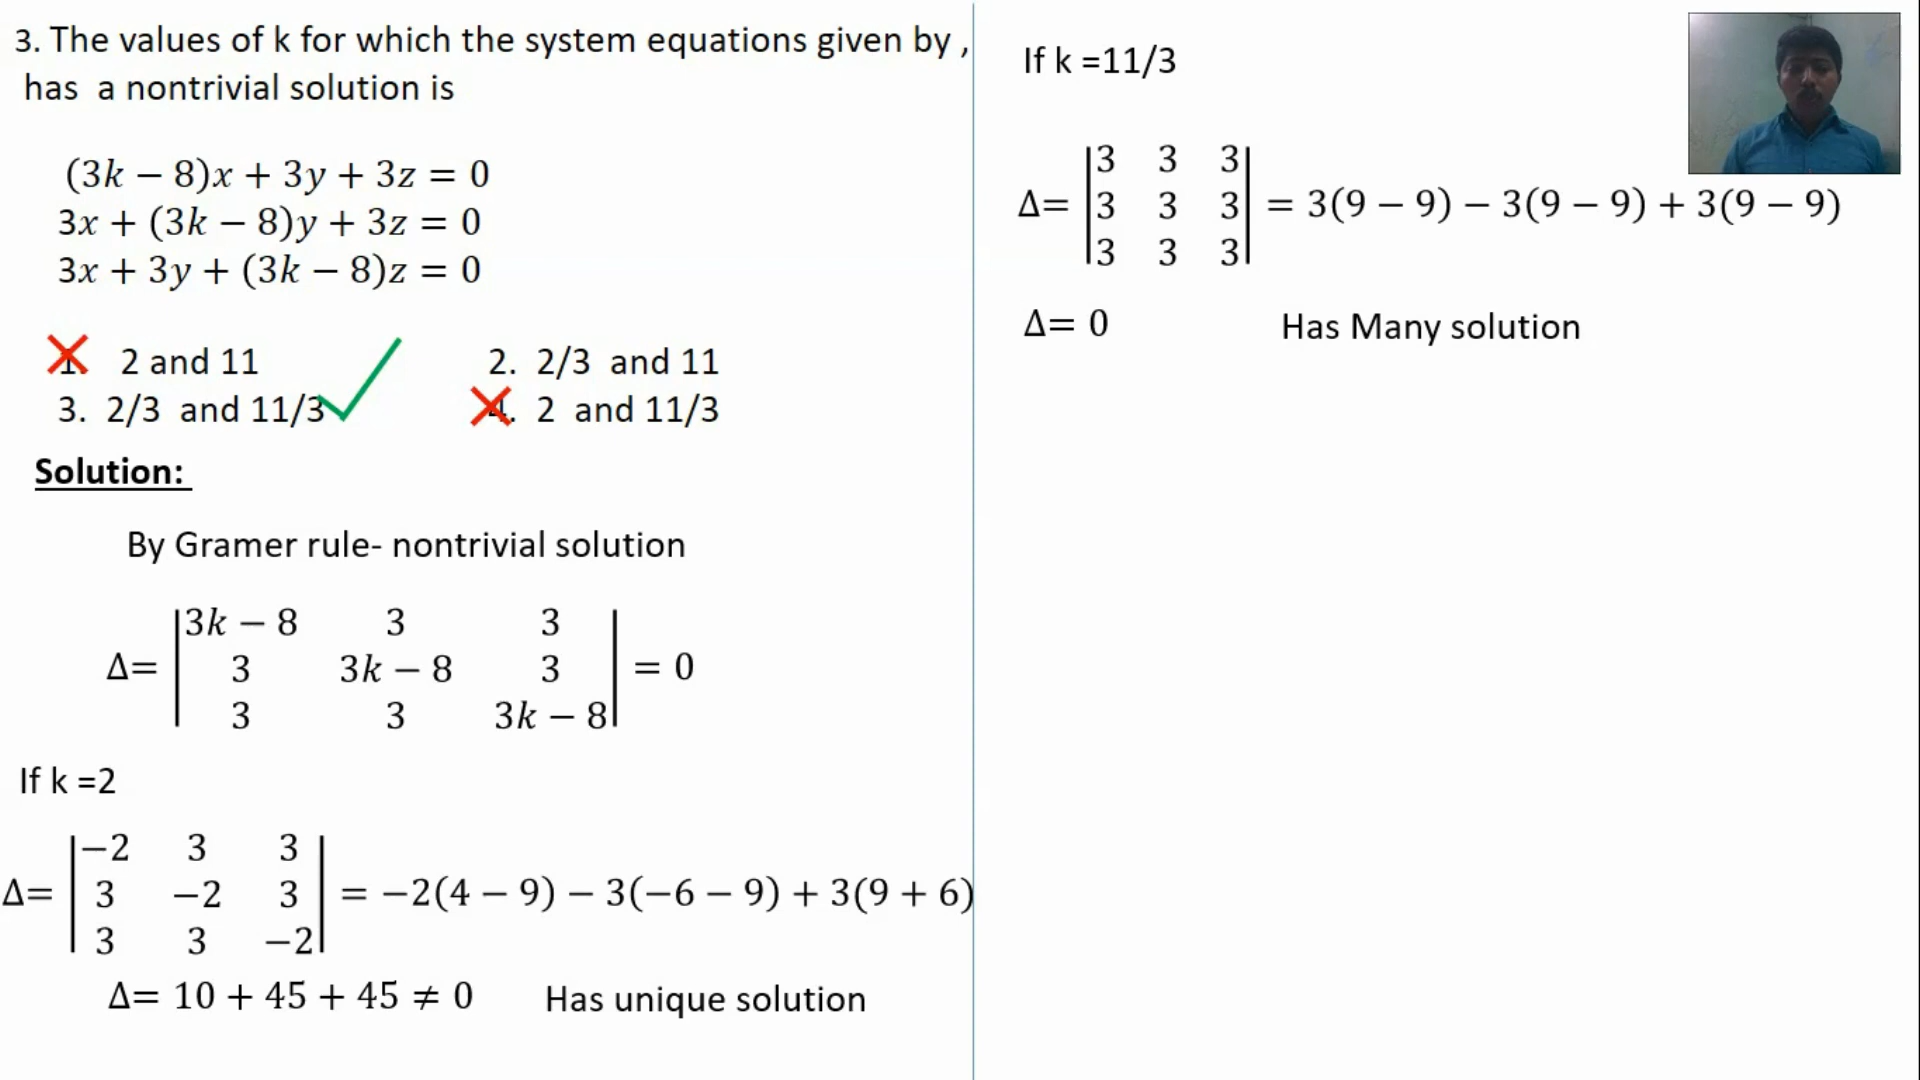 3. The values of k for which the system equations given by ,
has a nontrivial solution is
(3k − 8)x + 3y + 3z = 0
3x + (3k − 8)y + 3z = 0
3x + 3y + (3k − 8)z = 0
1. 2 and 11 2. 2/3 and 11
3. 2/3 and 11/3 4. 2 and 11/3
Solution:
By Gramer rule- nontrivial solution
|3k − 8 3 3|
Δ= |3 3k − 8 3| = 0
|3 3 3k − 8|
If k =2
|−2 3 3|
Δ= |3 −2 3| = −2(4 − 9) − 3(−6 − 9) + 3(9 + 6)
|3 3 −2|
Δ= 10 + 45 + 45 ≠ 0 Has unique solution
If k =11/3
|3 3 3|
Δ= |3 3 3| = 3(9 − 9) − 3(9 − 9) + 3(9 − 9)
|3 3 3|
Δ= 0 Has Many solution